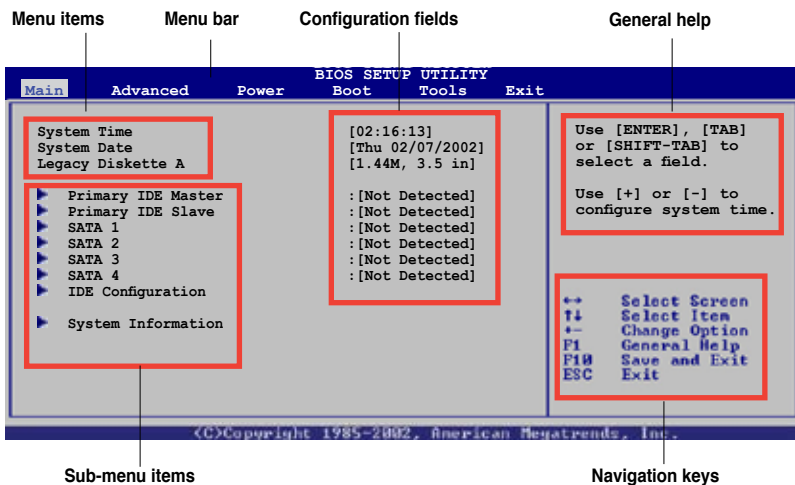 Menu items Menu bar Configuration fields General help
BIOS SETUP UTILITY
Main Advanced Power Boot Tools Exit
System Time [02:16:13]
System Date [Thu 02/07/2002]
Legacy Diskette A [1.44M, 3.5 in]
Primary IDE Master :[Not Detected]
Primary IDE Slave :[Not Detected]
SATA 1 :[Not Detected]
SATA 2 :[Not Detected]
SATA 3 :[Not Detected]
SATA 4 :[Not Detected]
IDE Configuration
System Information
Use [ENTER], [TAB]
or [SHIFT-TAB] to
select a field.
Use [+] or [-] to
configure system time.
↔ Select Screen
↑↓ Select Item
+- Change Option
F1 General Help
F10 Save and Exit
ESC Exit
(C)Copyright 1985-2002, American Megatrends, Inc.
Sub-menu items Navigation keys